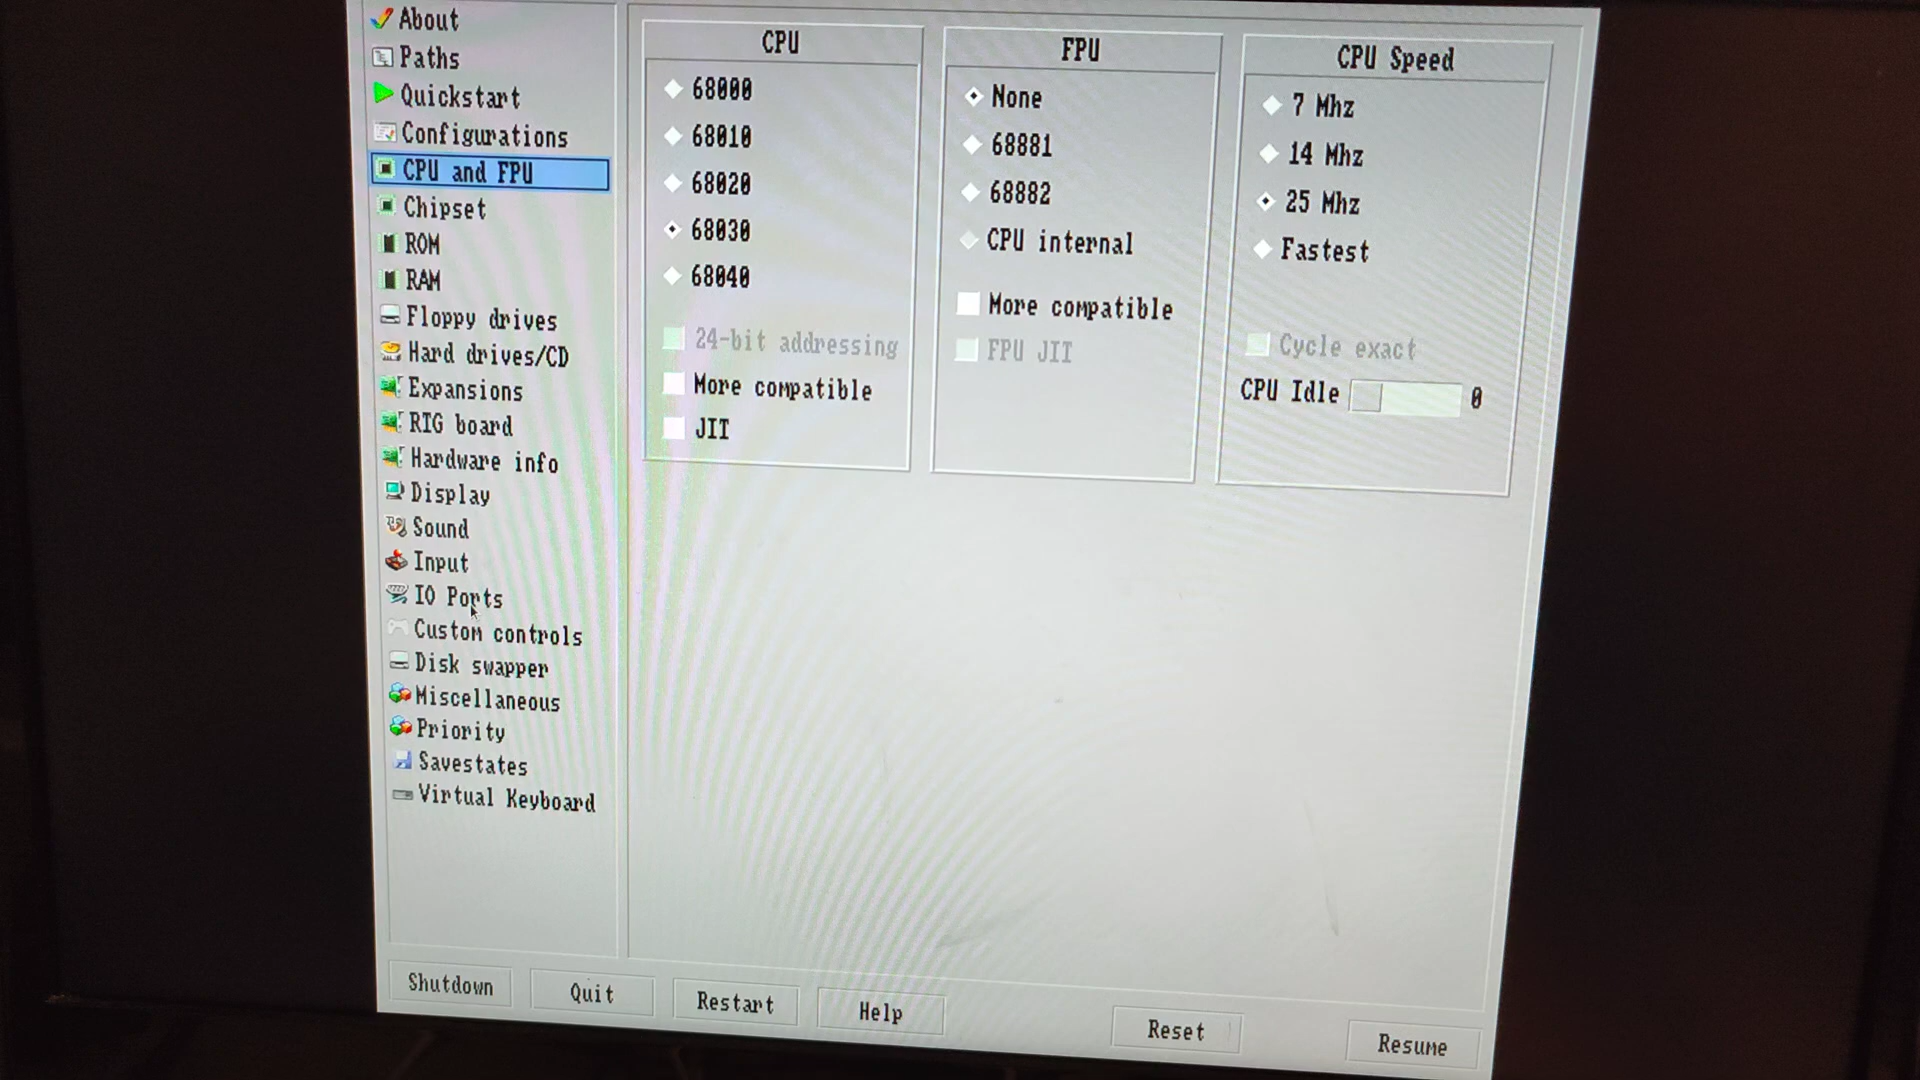 About
Paths
Quickstart
Configurations
CPU and FPU
Chipset
ROM
RAM
Floppy drives
Hard drives/CD
Expansions
RTG board
Hardware info
Display
Sound
Input
IO Ports
Custom controls
Disk swapper
Miscellaneous
Priority
Savestates
Virtual Keyboard
CPU
68000
68010
68020
68030
68040
24-bit addressing
More compatible
JIT
FPU
None
68881
68882
CPU internal
More compatible
FPU JIT
CPU Speed
7 Mhz
14 Mhz
25 Mhz
Fastest
Cycle exact
CPU Idle 0
Shutdown
Quit
Restart
Help
Reset
Resume